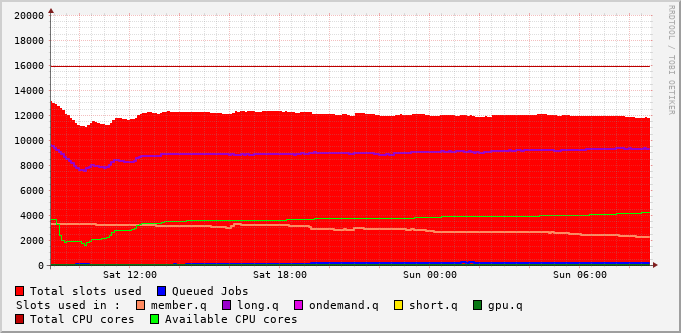 20000
18000
16000
14000
12000
10000
8000
6000
4000
2000
0
Sat 12:00 Sat 18:00 Sun 00:00 Sun 06:00
RRDTOOL / TOBI OETIKER
Total slots used Queued Jobs
Slots used in : member.q long.q ondemand.q short.q gpu.q
Total CPU cores Available CPU cores